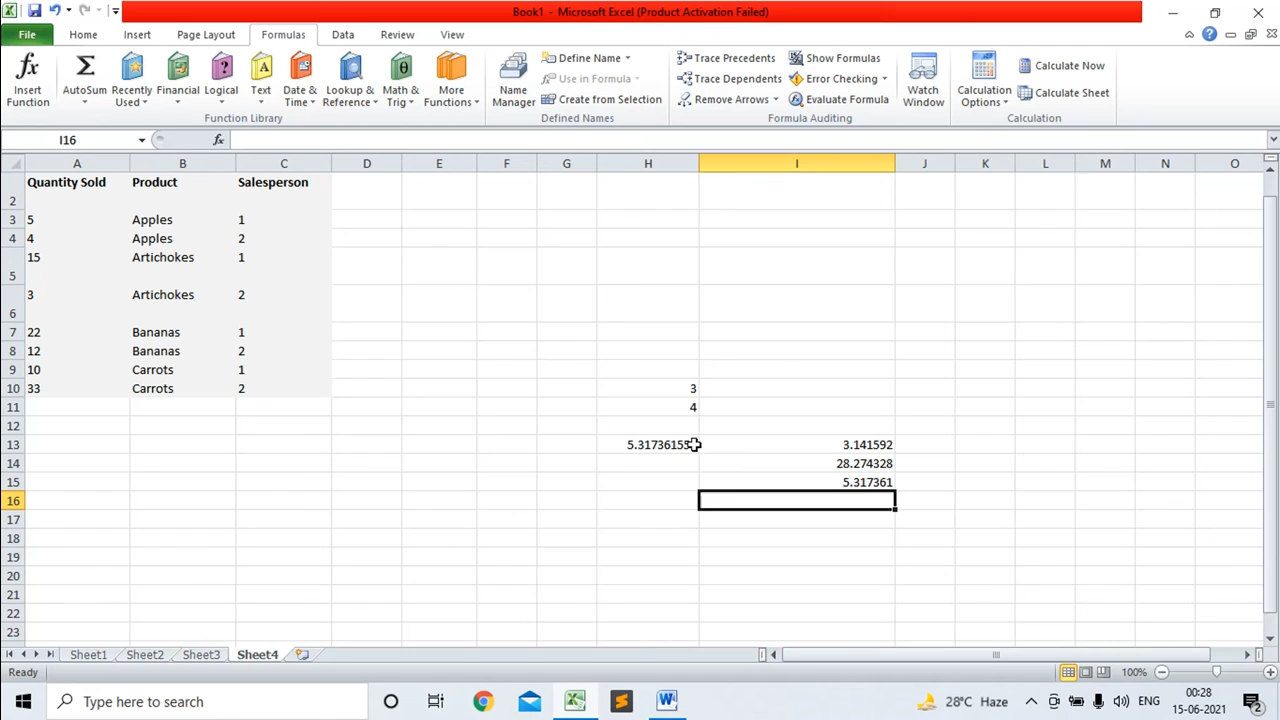 Book1 - Microsoft Excel (Product Activation Failed)
File Home Insert Page Layout Formulas Data Review View
Insert Function
AutoSum
Recently Used
Financial
Logical
Text
Date & Time
Lookup & Reference
Math & Trig
More Functions
Function Library
Name Manager
Define Name
Use in Formula
Create from Selection
Defined Names
Trace Precedents
Trace Dependents
Remove Arrows
Show Formulas
Error Checking
Evaluate Formula
Formula Auditing
Watch Window
Calculation Options
Calculate Now
Calculate Sheet
Calculation
I16 fx
A B C D E F G H I J K L M N O
2 Quantity Sold Product Salesperson
3 5 Apples 1
4 4 Apples 2
5 15 Artichokes 1
6 3 Artichokes 2
7 22 Bananas 1
8 12 Bananas 2
9 10 Carrots 1
10 33 Carrots 2 3
11 4
12
13 3.141592
14 28.274328
15 5.317361
16
17
18
19
20
21
22
23
Sheet1 Sheet2 Sheet3 Sheet4
Ready 100%
Type here to search 28°C Haze ENG 00:28
15-06-2021 2